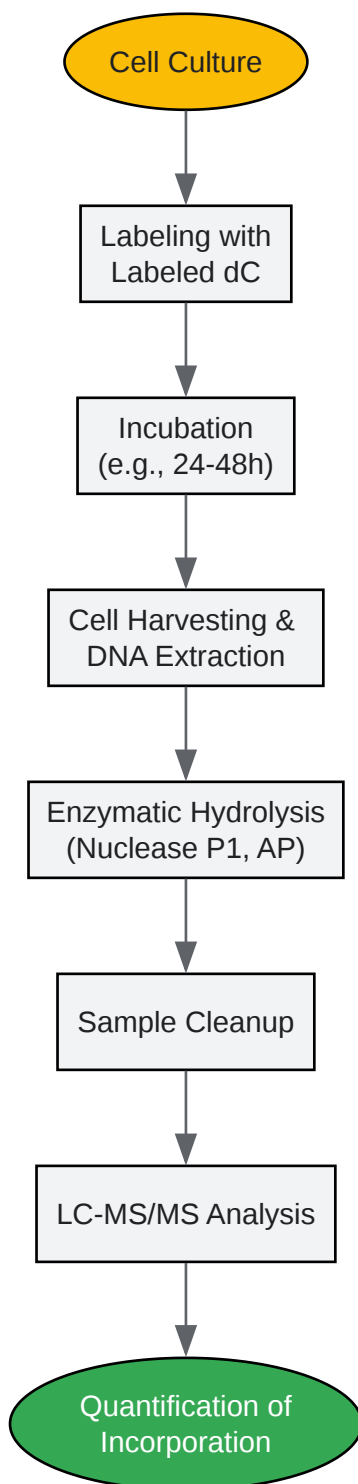 Cell Culture
Labeling with
Labeled dC
Incubation
(e.g., 24-48h)
Cell Harvesting &
DNA Extraction
Enzymatic Hydrolysis
(Nuclease P1, AP)
Sample Cleanup
LC-MS/MS Analysis
Quantification of
Incorporation